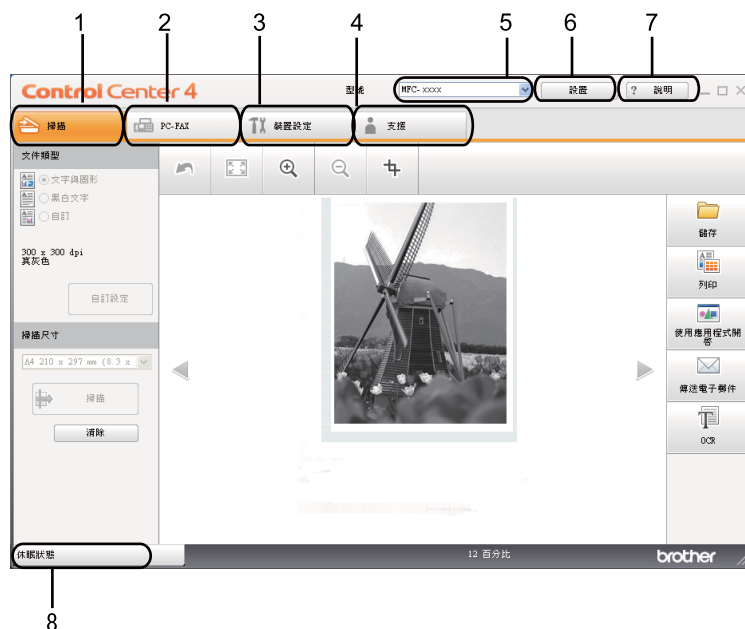 1
2
3
4
5
6
7
Control Center 4
型號
MFC- xxxx
設置
? 說明
掃描
PC-FAX
裝置設定
支援
文件類型
文字與圖形
黑白文字
自訂
300 x 300 dpi
真灰色
自訂設定
掃描尺寸
A4 210 x 297 mm (8.3 x
掃描
清除
儲存
列印
使用應用程式開
啓
傳送電子郵件
OCR
休眠狀態
12 百分比
brother
8